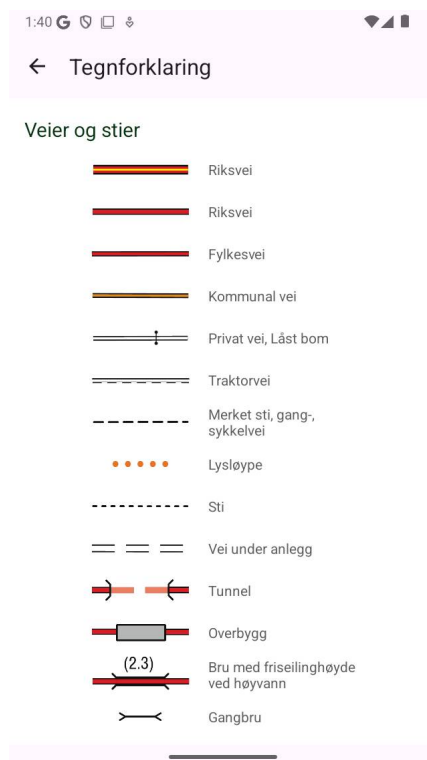 1:40
Tegnforklaring
Veier og stier
Riksvei
Riksvei
Fylkesvei
Kommunal vei
Privat vei, Låst bom
Traktorvei
Merket sti, gang-,
sykkelvei
Lysløype
Sti
Vei under anlegg
Tunnel
Overbygg
(2.3)
Bru med friseilinghøyde
ved høyvann
Gangbru